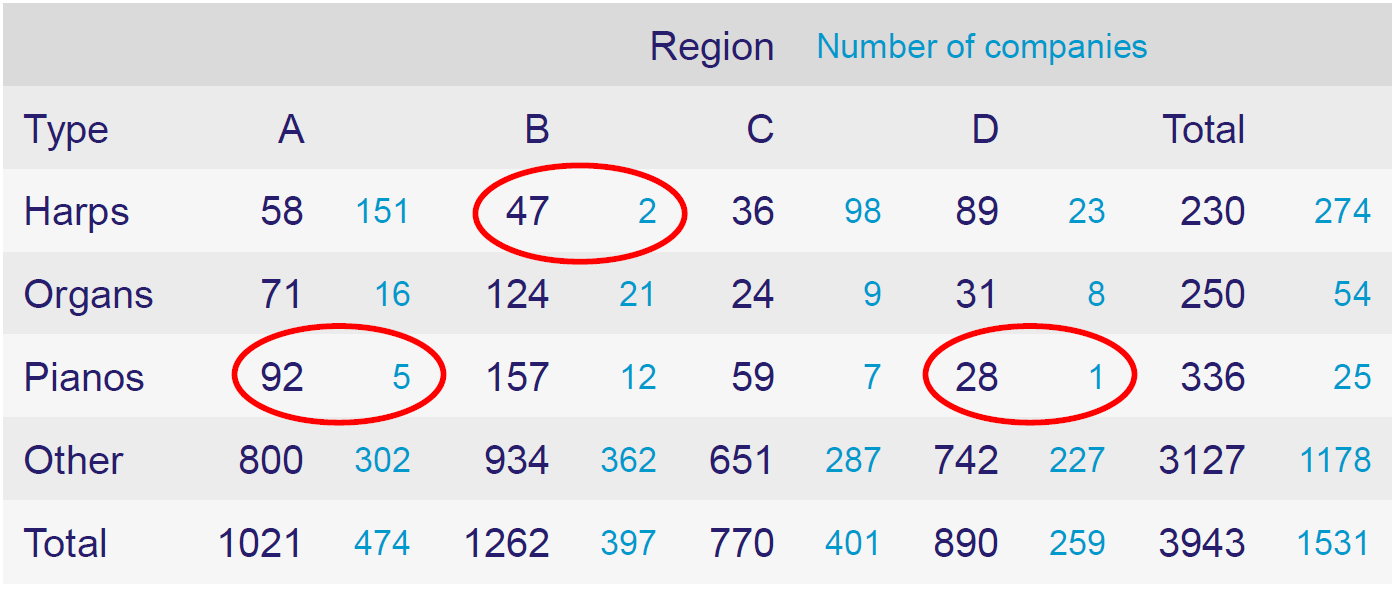 Region Number of companies
Type A B C D Total
Harps 58 151 47 2 36 98 89 23 230 274
Organs 71 16 124 21 24 9 31 8 250 54
Pianos 92 5 157 12 59 7 28 1 336 25
Other 800 302 934 362 651 287 742 227 3127 1178
Total 1021 474 1262 397 770 401 890 259 3943 1531